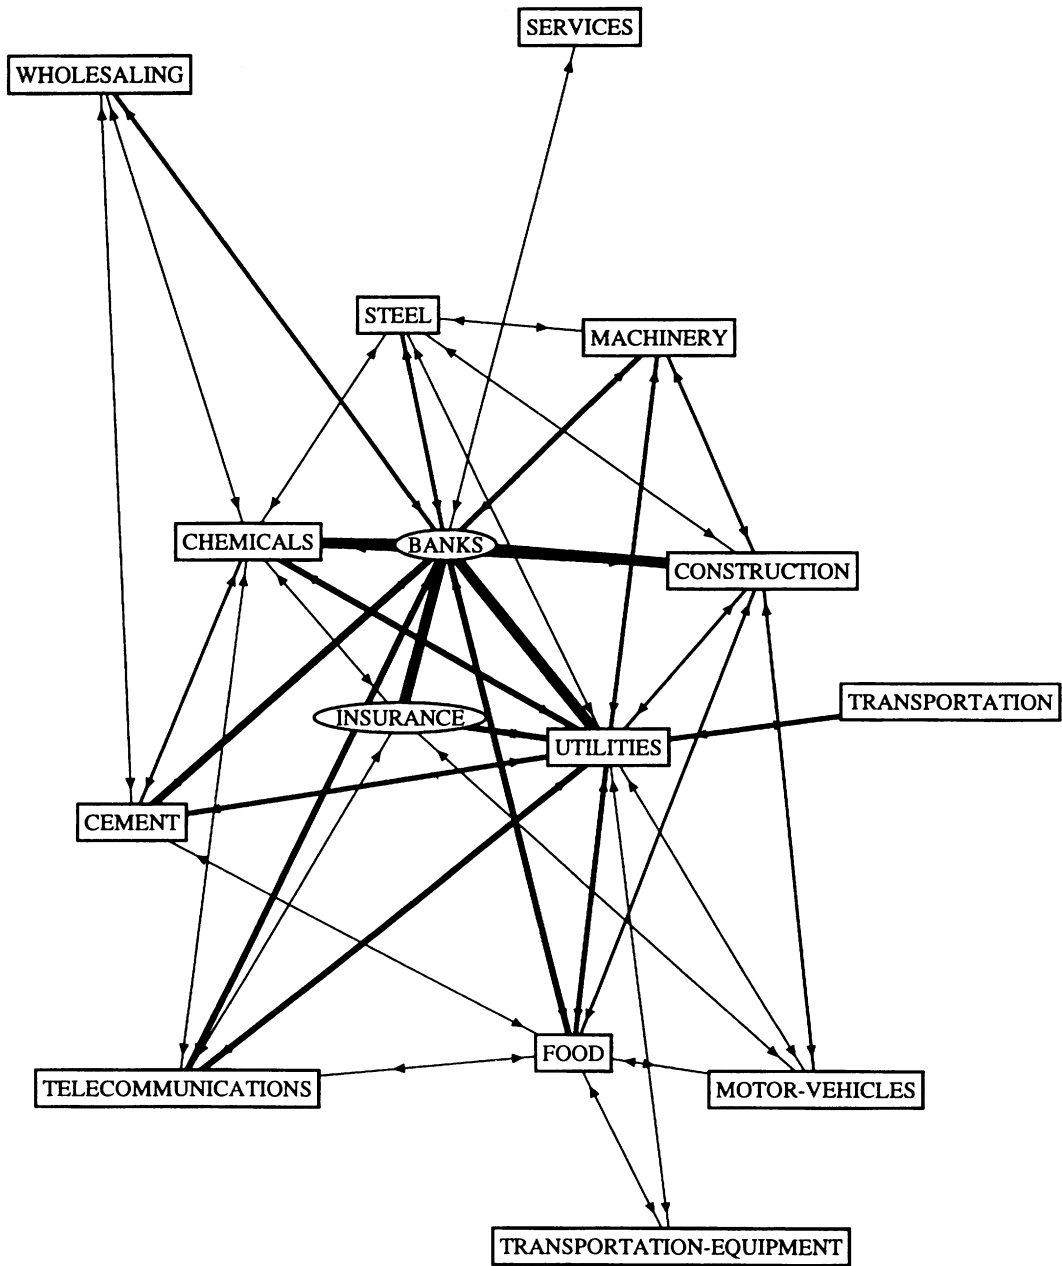 SERVICES
WHOLESALING
STEEL
MACHINERY
CHEMICALS
BANKS
CONSTRUCTION
TRANSPORTATION
INSURANCE
UTILITIES
CEMENT
FOOD
TELECOMMUNICATIONS
MOTOR-VEHICLES
TRANSPORTATION-EQUIPMENT